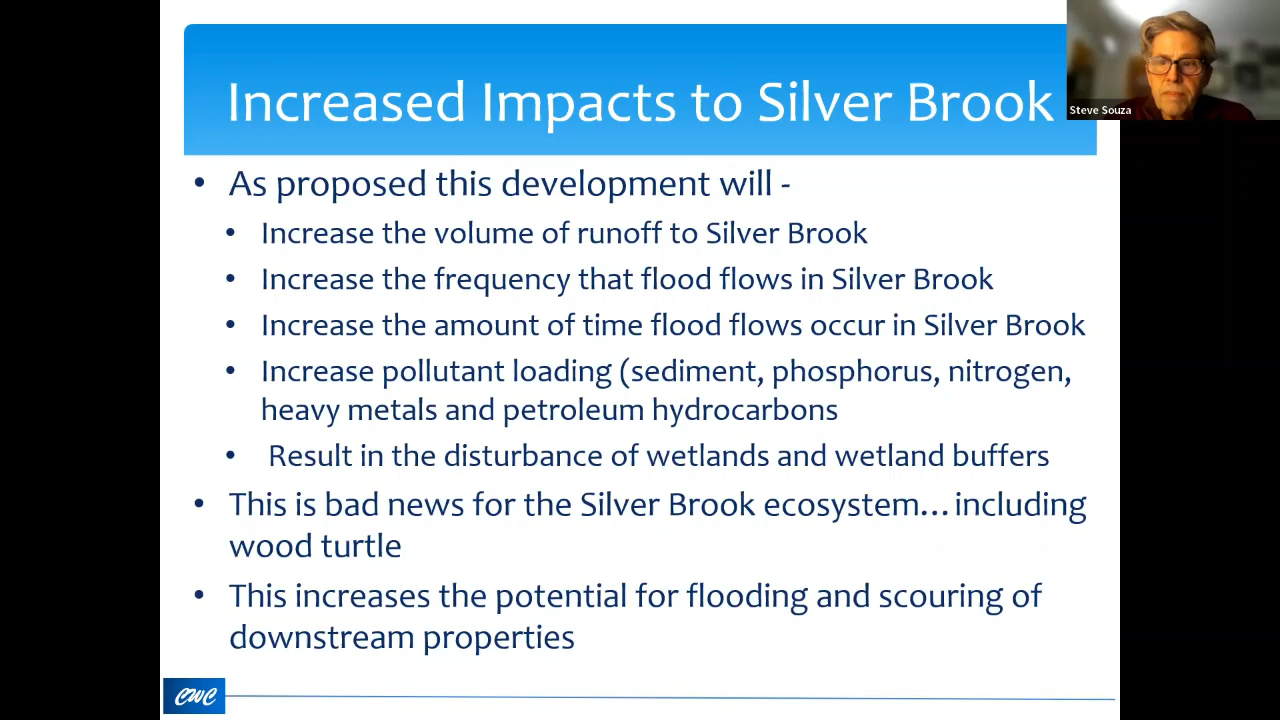 Increased Impacts to Silver Brook
Steve Souza
• As proposed this development will -
• Increase the volume of runoff to Silver Brook
• Increase the frequency that flood flows in Silver Brook
• Increase the amount of time flood flows occur in Silver Brook
• Increase pollutant loading (sediment, phosphorus, nitrogen,
heavy metals and petroleum hydrocarbons
• Result in the disturbance of wetlands and wetland buffers
• This is bad news for the Silver Brook ecosystem...including
wood turtle
• This increases the potential for flooding and scouring of
downstream properties
CWC